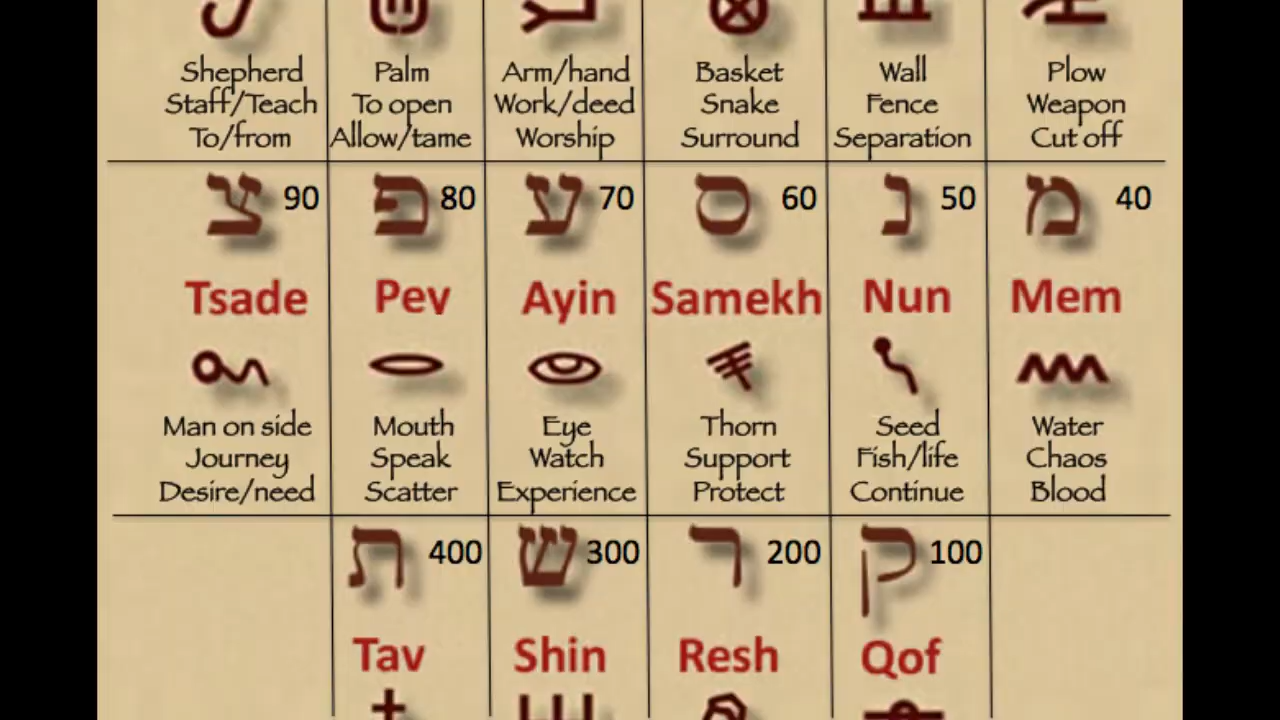 Shepherd Palm Arm/hand Basket Wall Plow
Staff/Teach To open Work/deed Snake Fence Weapon
To/from Allow/tame Worship Surround Separation Cut off
צ 90 פ 80 ע 70 ס 60 נ 50 מ 40
Tsade Pey Ayin Samekh Nun Mem
Man on side Mouth Eye Thorn Seed Water
Journey Speak Watch Support Fish/life Chaos
Desire/need Scatter Experience Protect Continue Blood
ת 400 ש 300 ר 200 ק 100
Tav Shin Resh Qof